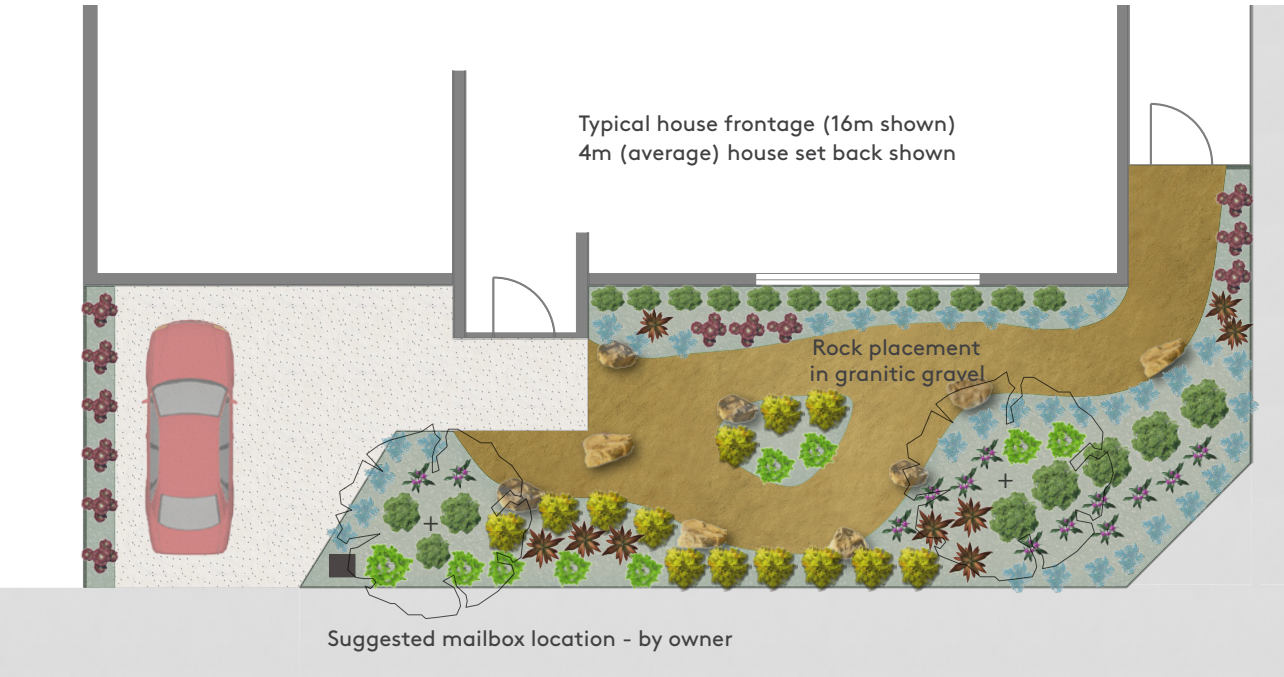 Typical house frontage (16m shown)
4m (average) house set back shown
Rock placement
in granitic gravel
Suggested mailbox location - by owner